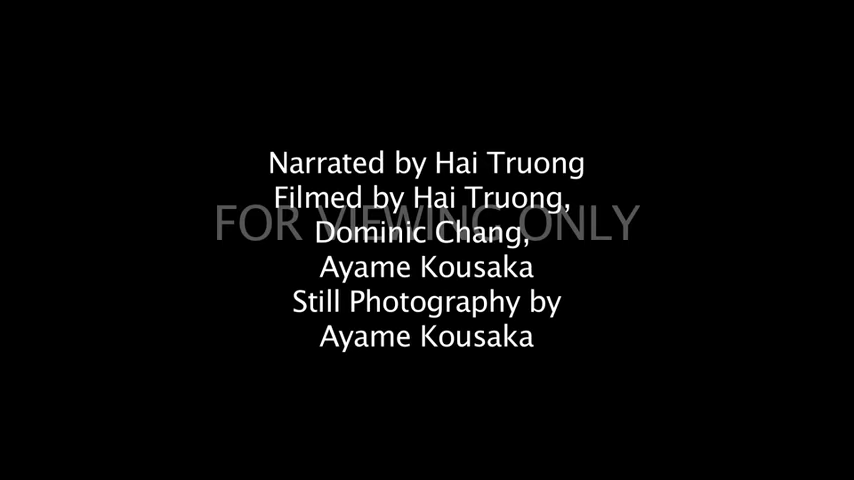 Narrated by Hai Truong
Filmed by Hai Truong,
FOR VIEWING ONLY
Dominic Chang,
Ayame Kousaka
Still Photography by
Ayame Kousaka